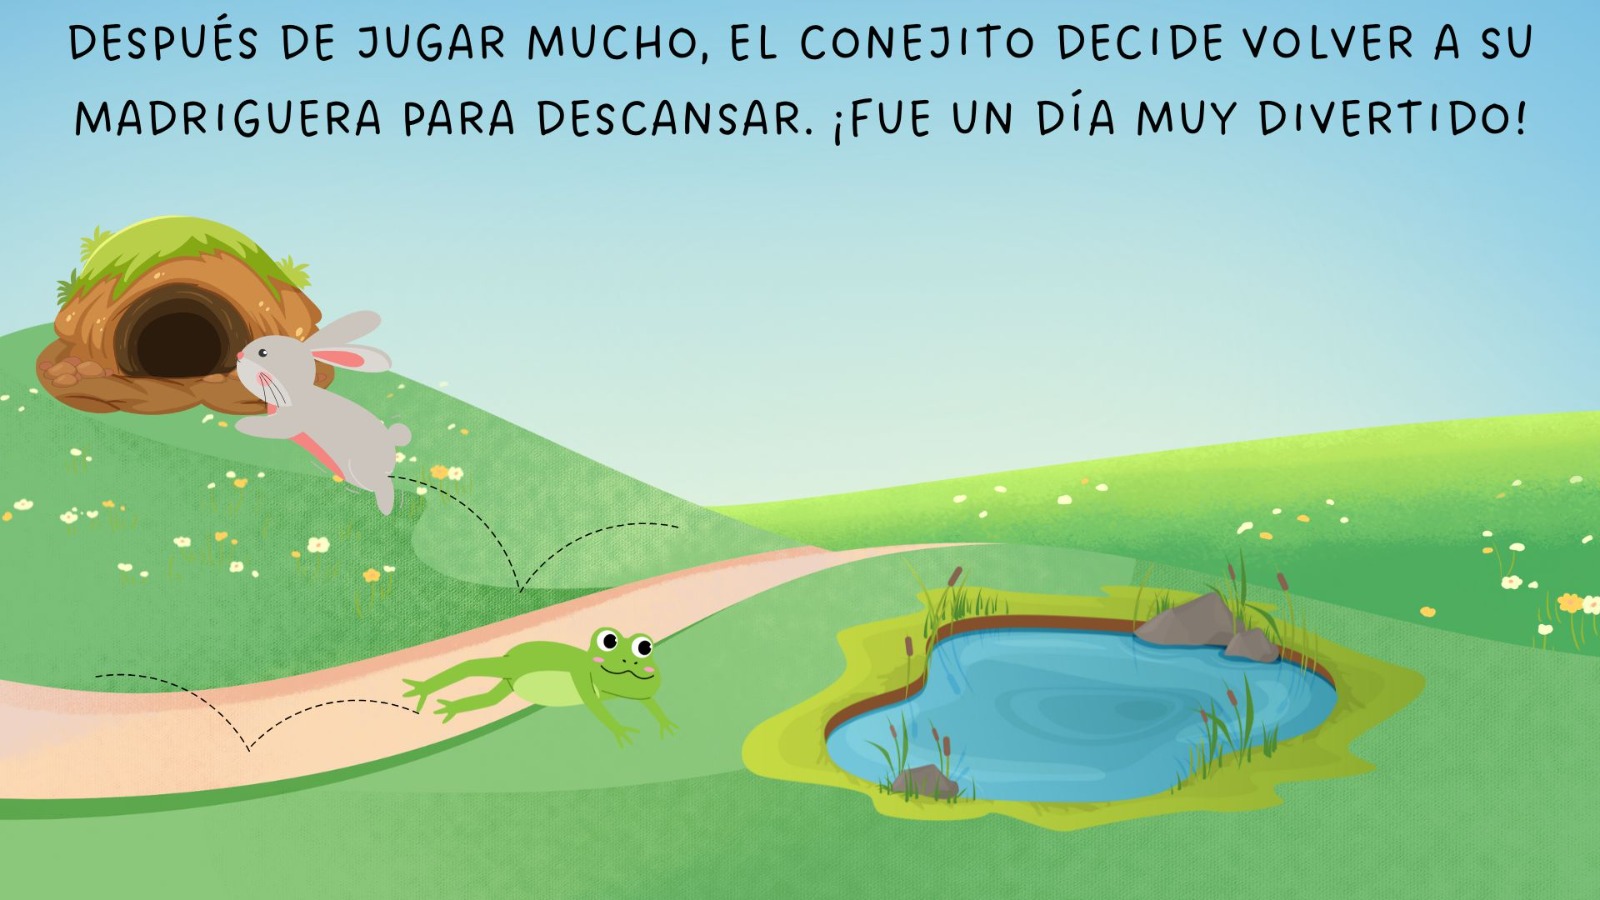 DESPUÉS DE JUGAR MUCHO, EL CONEJITO DECIDE VOLVER A SU
MADRIGUERA PARA DESCANSAR. ¡FUE UN DÍA MUY DIVERTIDO!